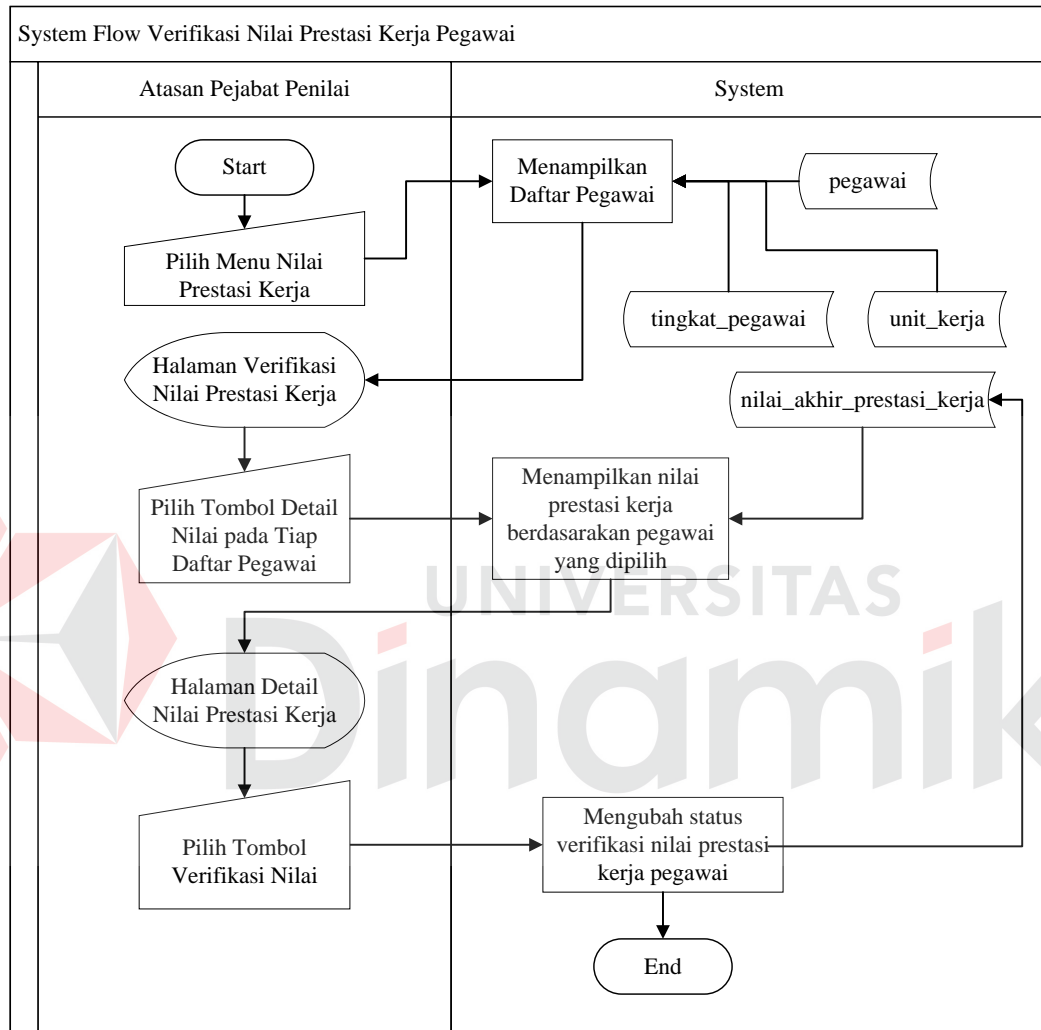 System Flow Verifikasi Nilai Prestasi Kerja Pegawai
Atasan Pejabat Penilai
System
Start
Menampilkan
Daftar Pegawai
pegawai
Pilih Menu Nilai
Prestasi Kerja
tingkat_pegawai
unit_kerja
Halaman Verifikasi
Nilai Prestasi Kerja
nilai_akhir_prestasi_kerja
Pilih Tombol Detail
Nilai pada Tiap
Daftar Pegawai
Menampilkan nilai
prestasi kerja
berdasarakan pegawai
yang dipilih
UNIVERSITAS
Dinamik
Halaman Detail
Nilai Prestasi Kerja
Pilih Tombol
Verifikasi Nilai
Mengubah status
verifikasi nilai prestasi
kerja pegawai
End